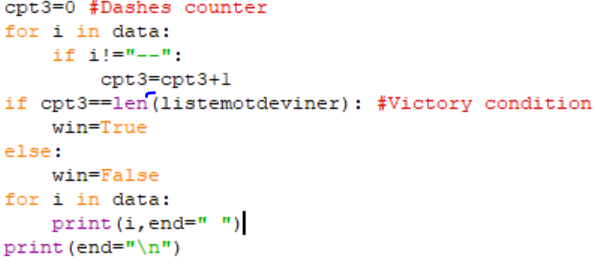 cpt3=0 #Dashes counter
for i in data:
    if i!="--":
        cpt3=cpt3+1
if cpt3==len(listemotdeviner): #Victory condition
    win=True
else:
    win=False
for i in data:
    print(i,end=" ")
print(end="\n")